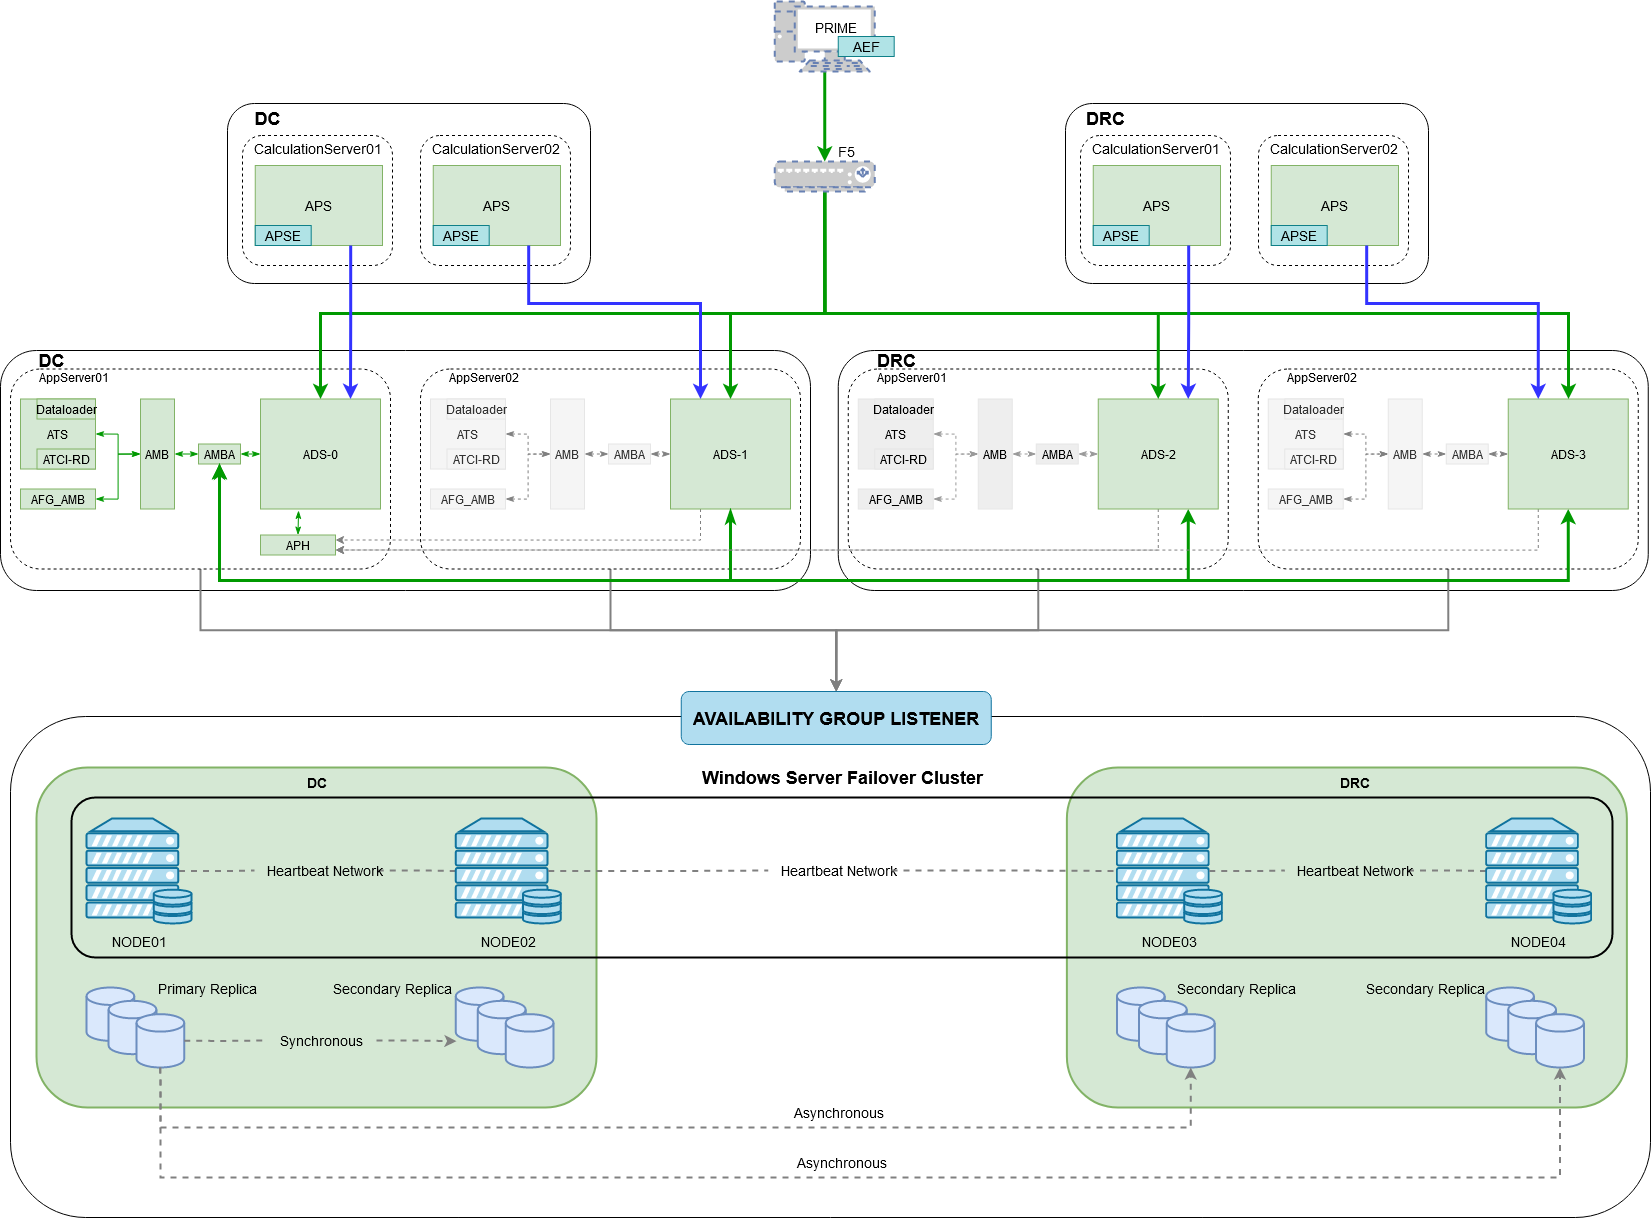 PRIME
AEF
F5
DC
CalculationServer01
CalculationServer02
APS
APS
APSE
APSE
DRC
CalculationServer01
CalculationServer02
APS
APS
APSE
APSE
DC
AppServer01
Dataloader
ATS
ATCI-RD
AFG_AMB
AMB
AMBA
ADS-0
APH
AppServer02
Dataloader
ATS
ATCI-RD
AFG_AMB
AMB
AMBA
ADS-1
DRC
AppServer01
Dataloader
ATS
ATCI-RD
AFG_AMB
AMB
AMBA
ADS-2
AppServer02
Dataloader
ATS
ATCI-RD
AFG_AMB
AMB
AMBA
ADS-3
AVAILABILITY GROUP LISTENER
Windows Server Failover Cluster
DC
DRC
Heartbeat Network
Heartbeat Network
Heartbeat Network
NODE01
NODE02
NODE03
NODE04
Primary Replica
Secondary Replica
Secondary Replica
Secondary Replica
Synchronous
Asynchronous
Asynchronous